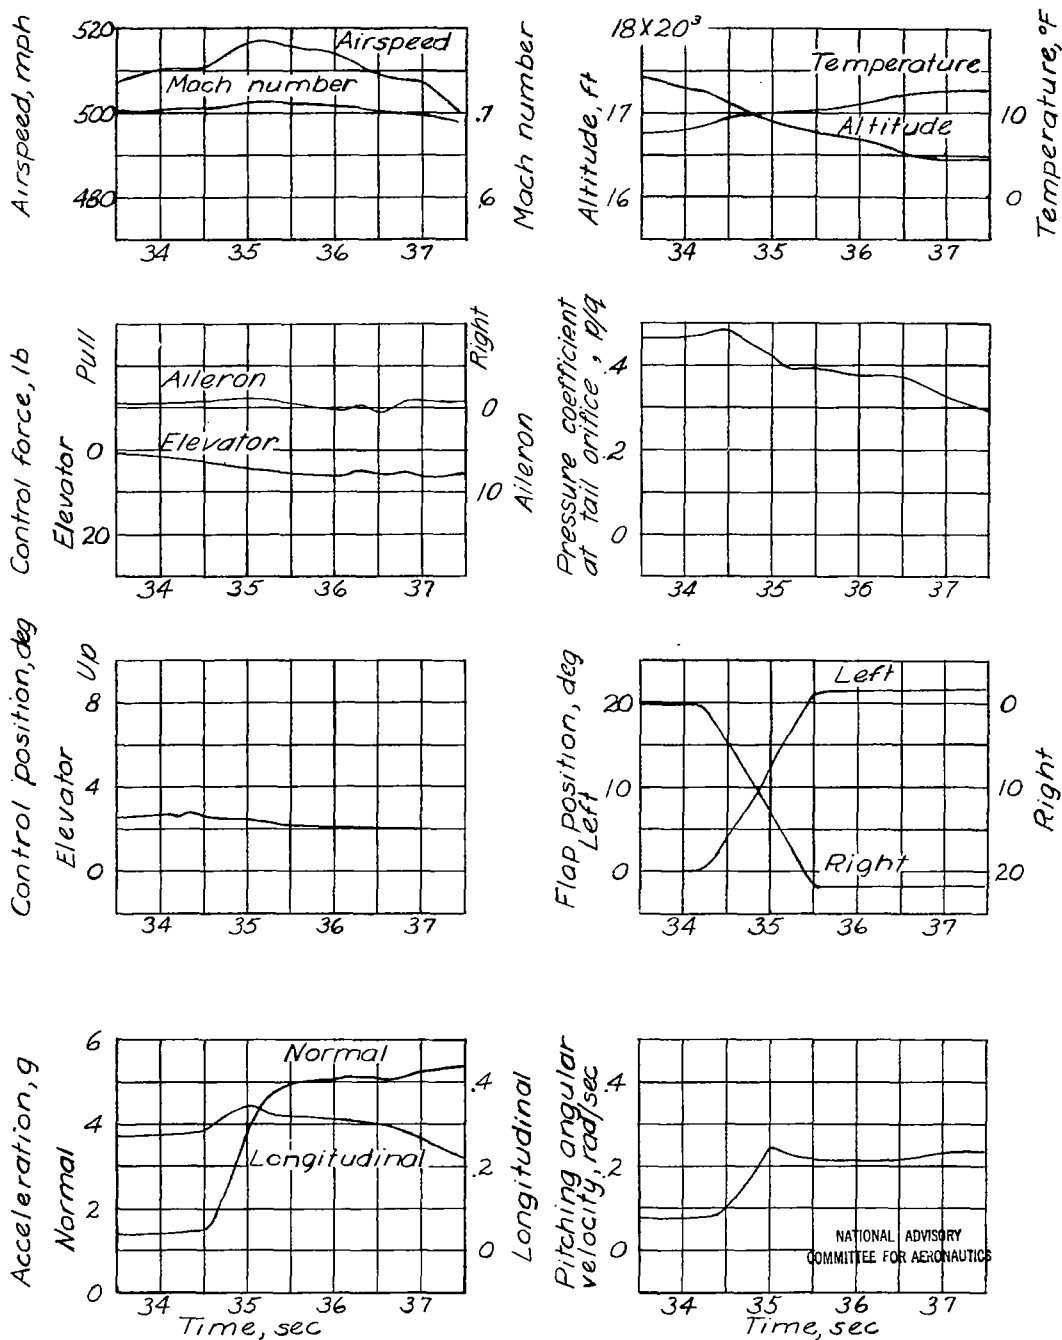 Airspeed, mph
520
500
480
Airspeed
Mach number
.7
.6
Mach number
34 35 36 37
Altitude, ft
18X20³
17
16
Temperature
Altitude
10
0
Temperature, °F
34 35 36 37
Control force, lb
Elevator
Pull
0
20
Aileron
Elevator
Right
0
10
Aileron
34 35 36 37
Pressure coefficient
at tail orifice, p/q
.4
.2
0
34 35 36 37
Control position, deg
Elevator
Up
8
4
0
34 35 36 37
Flap position, deg
Left
20
10
0
Left
Right
0
10
20
Right
34 35 36 37
Acceleration, g
Normal
6
4
2
0
Normal
Longitudinal
.4
.2
0
Longitudinal
34 35 36 37
Time, sec
Pitching angular
velocity, rad/sec
.4
.2
0
NATIONAL ADVISORY
COMMITTEE FOR AERONAUTICS
34 35 36 37
Time, sec